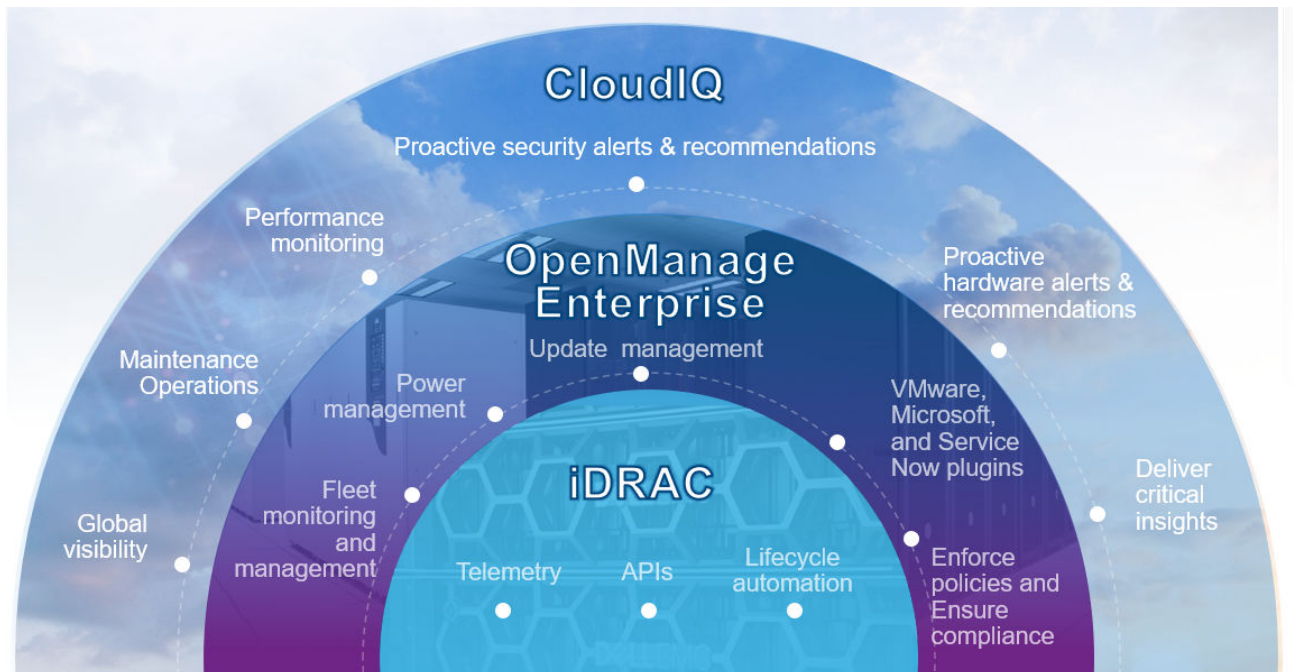 CloudIQ
Proactive security alerts & recommendations
Performance
monitoring
Proactive
hardware alerts &
recommendations
Maintenance
Operations
Deliver
critical
insights
Global
visibility
OpenManage
Enterprise
Update management
Power
management
VMware,
Microsoft,
and Service
Now plugins
Fleet
monitoring
and
management
Enforce
policies and
Ensure
compliance
iDRAC
Telemetry
APIs
Lifecycle
automation